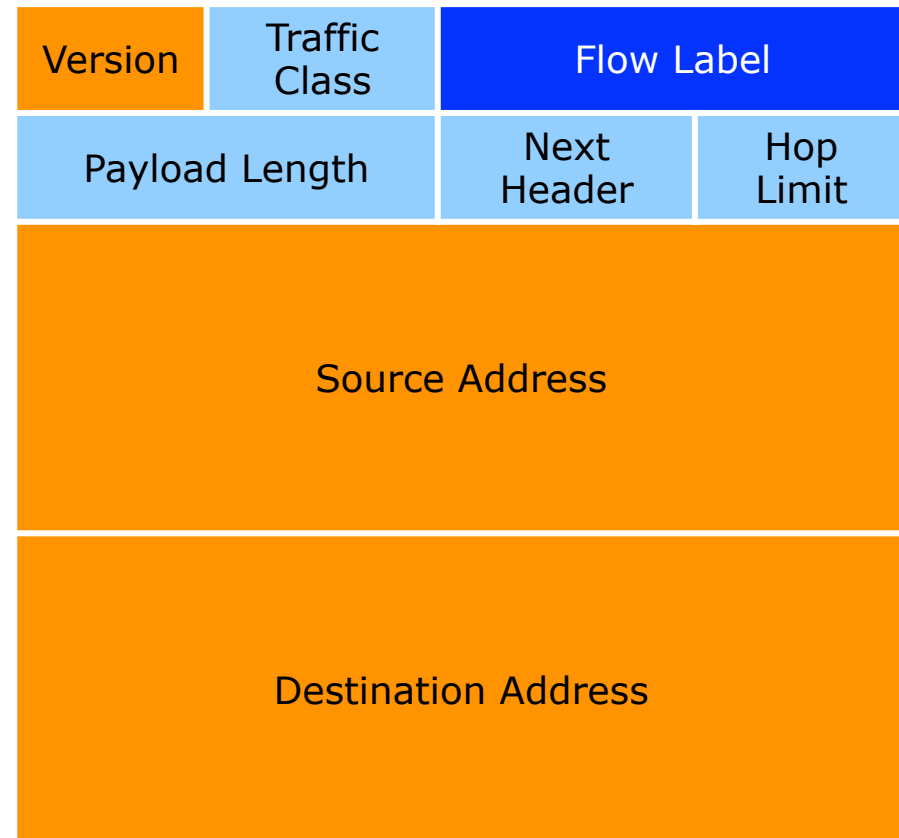 Version
Traffic
Class
Flow Label
Payload Length
Next
Header
Hop
Limit
Source Address
Destination Address